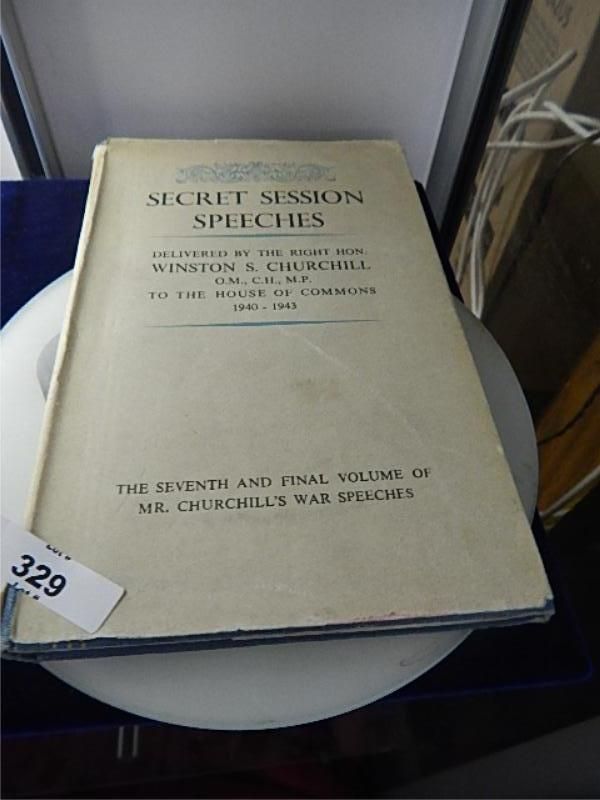 SECRET SESSION
SPEECHES
DELIVERED BY THE RIGHT HON.
WINSTON S. CHURCHILL
O.M., C.H., M.P.
TO THE HOUSE OF COMMONS
1940 - 1943
THE SEVENTH AND FINAL VOLUME OF
MR. CHURCHILL'S WAR SPEECHES
329